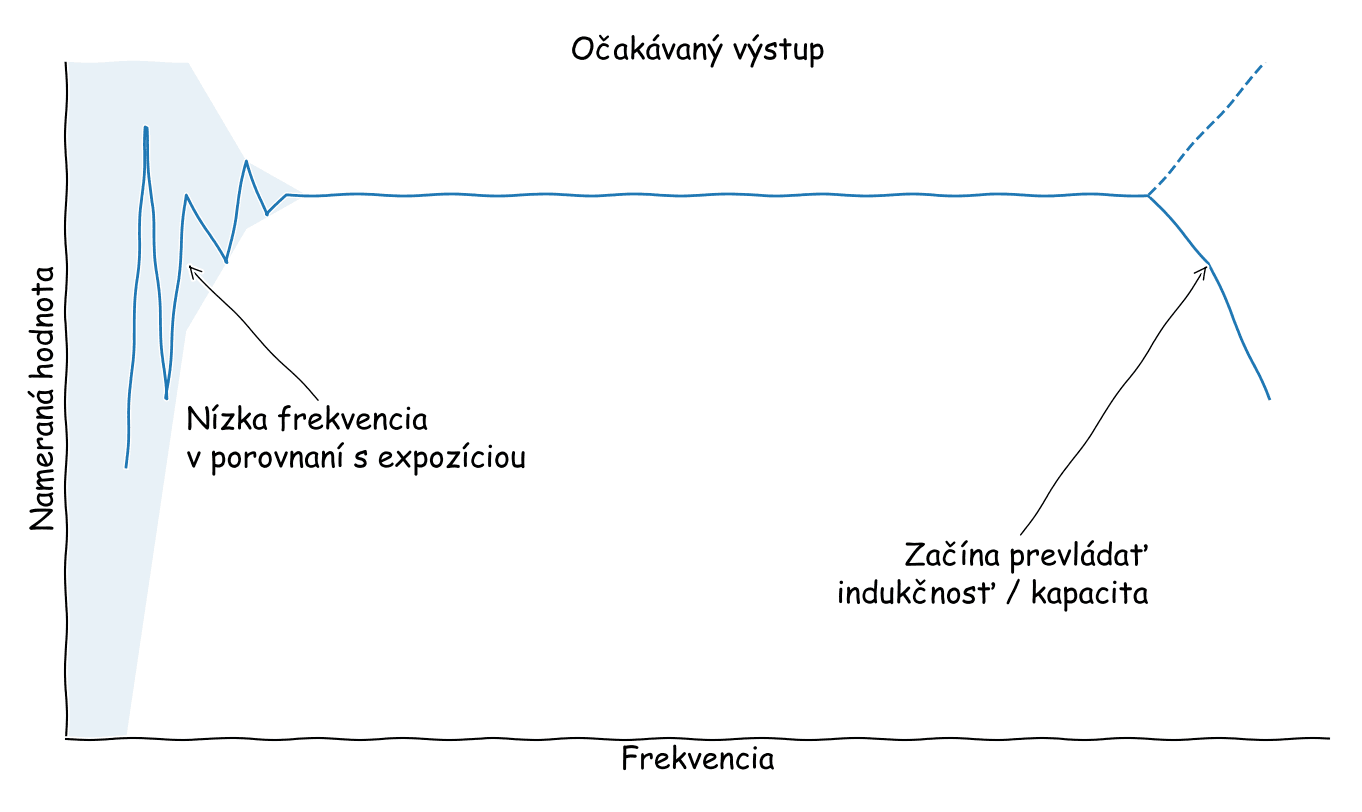 Očakávaný výstup
Nameraná hodnota
Nízka frekvencia
v porovnaní s expozíciou
Začína prevládať
indukčnosť / kapacita
Frekvencia